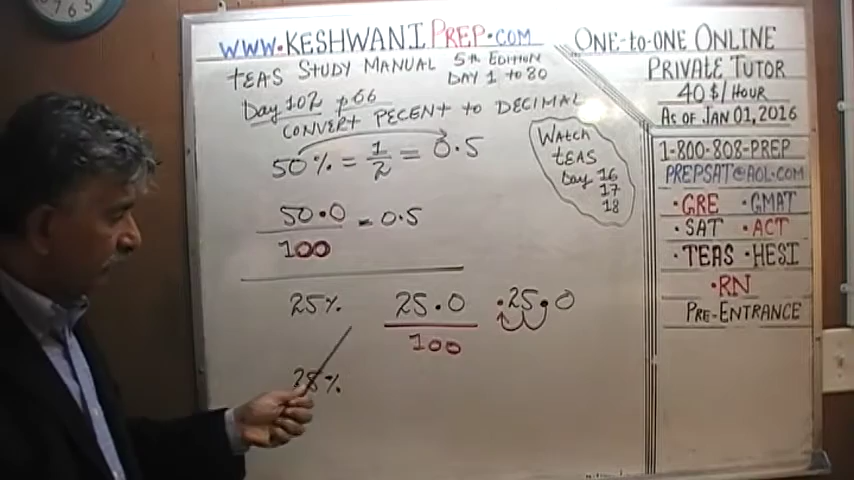 WWW.KESHWANIPREP.COM
TEAS STUDY MANUAL 5TH EDITION
DAY 1 TO 80
Day 102 p66
CONVERT PECENT TO DECIMAL
50% = 1/2 = 0.5
50.0/100 = 0.5
25% 25.0/100 .25.0
28%
WATCH
TEAS
Day 16
17
18
ONE-TO-ONE ONLINE
PRIVATE TUTOR
40$/HOUR
AS OF JAN 01,2016
1-800-808-PREP
PREPSAT@AOL.COM
•GRE •GMAT
•SAT •ACT
•TEAS •HESI
•RN
PRE-ENTRANCE